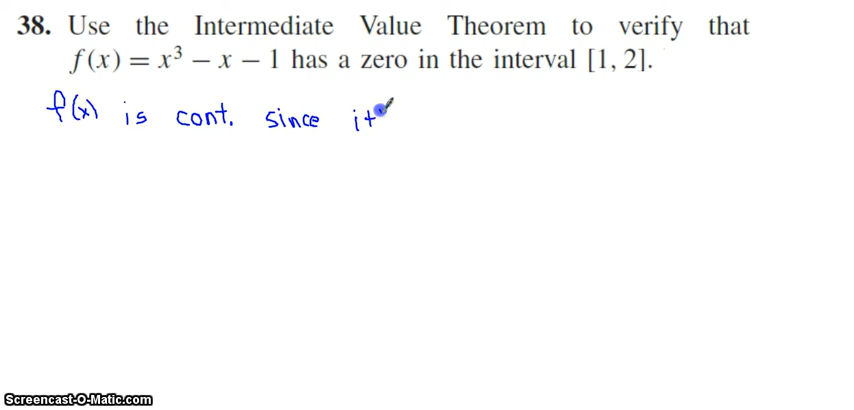 38. Use the Intermediate Value Theorem to verify that
f(x) = x³ − x − 1 has a zero in the interval [1, 2].
f(x) is cont. since it
Screencast-O-Matic.com